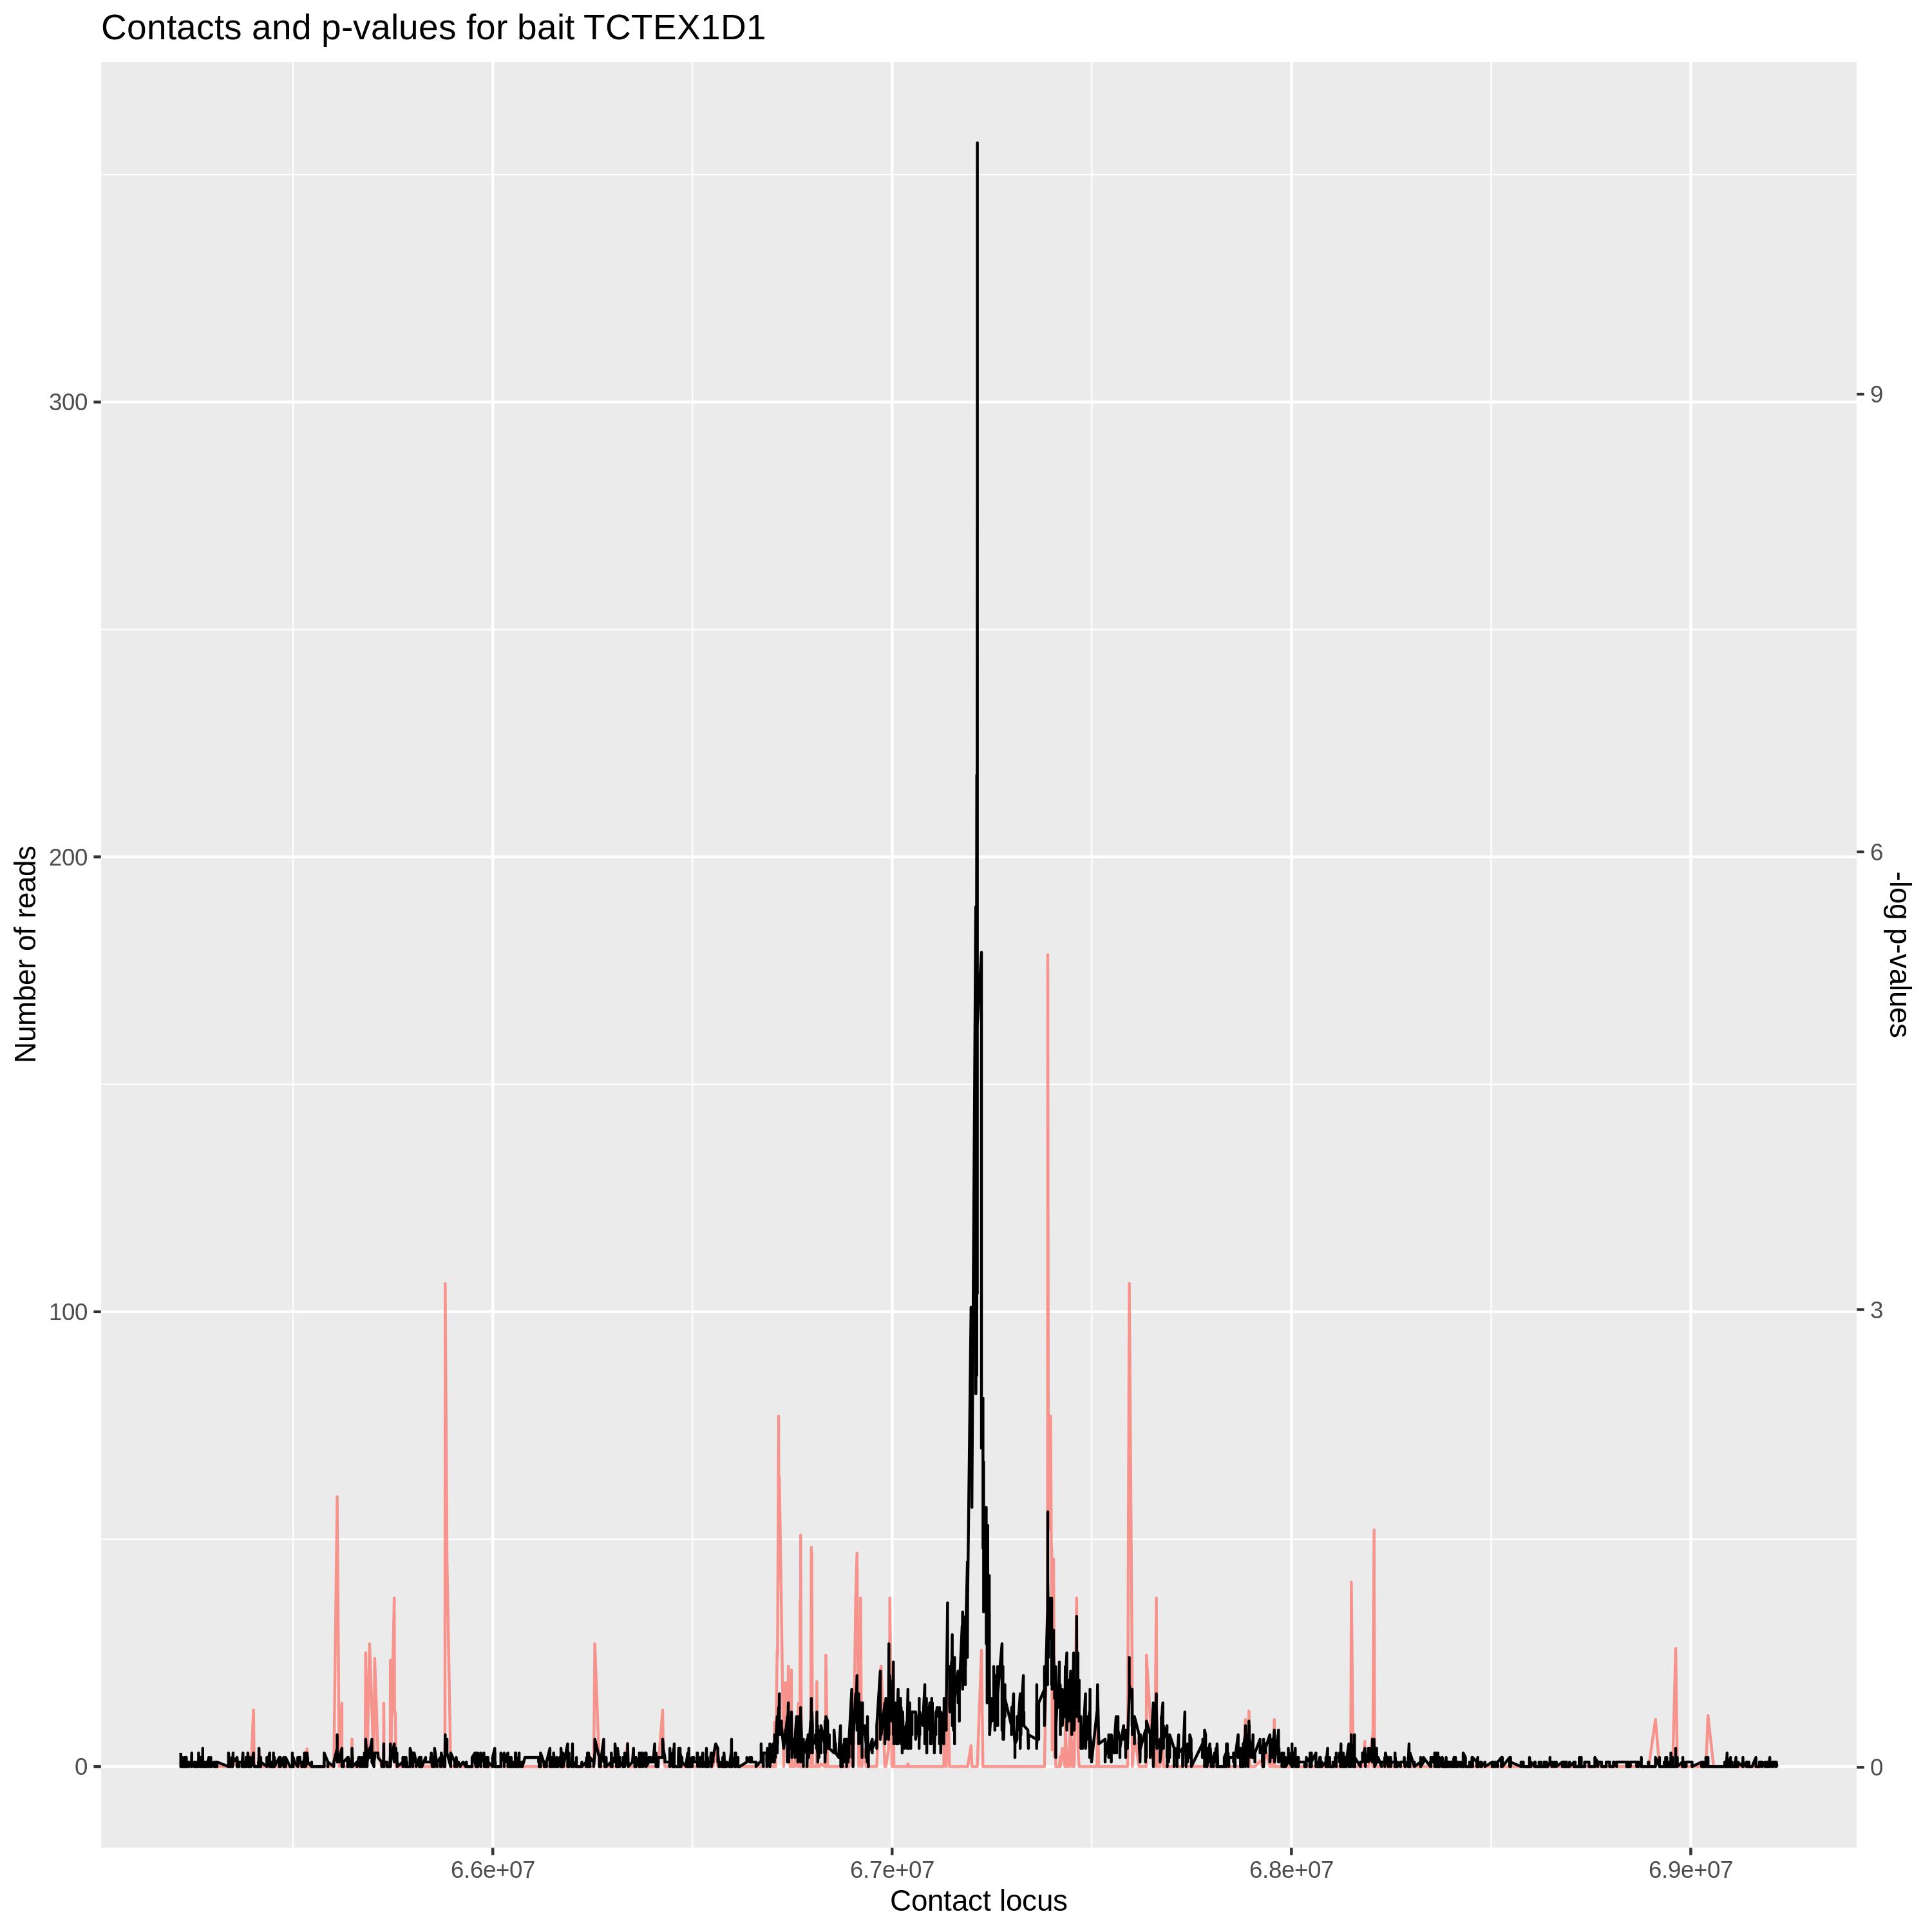 Contacts and p-values for bait TCTEX1D1
300
200
100
0
9
6
3
0
Number of reads
-log p-values
6.6e+07
6.7e+07
6.8e+07
6.9e+07
Contact locus